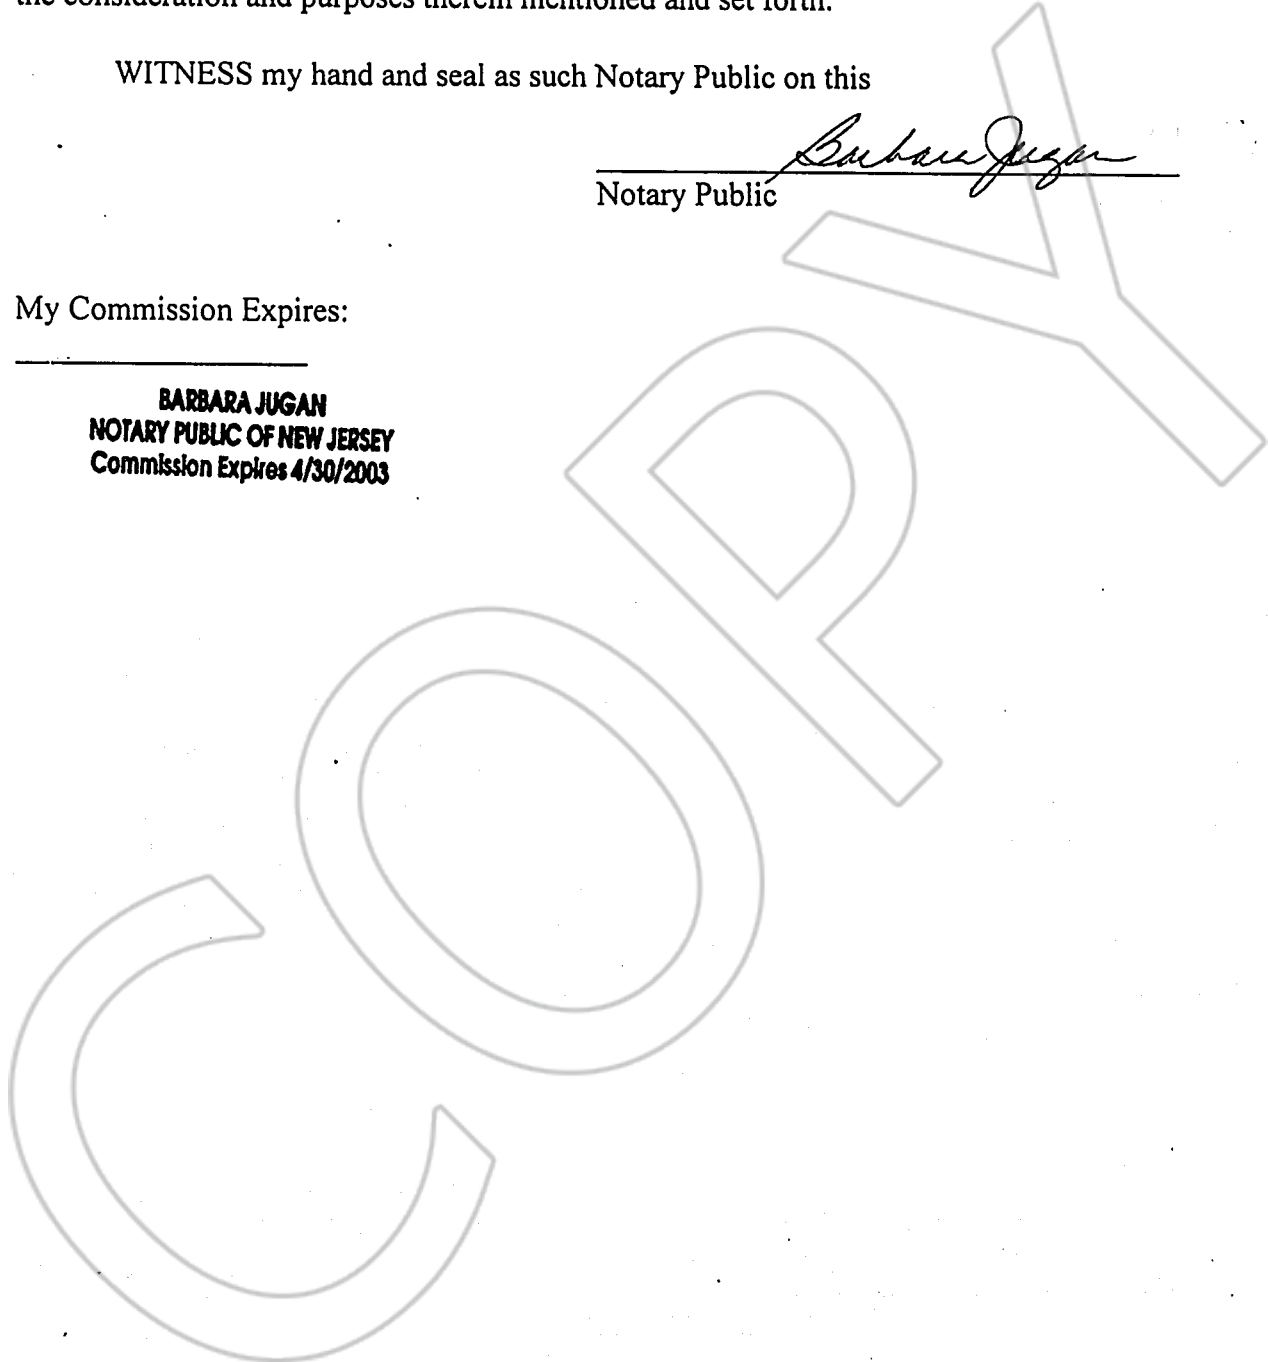 the consideration and purposes therein mentioned and set forth.
WITNESS my hand and seal as such Notary Public on this
Barbara Jugan
Notary Public
My Commission Expires:
BARBARA JUGAN
NOTARY PUBLIC OF NEW JERSEY
Commission Expires 4/30/2003
COPY